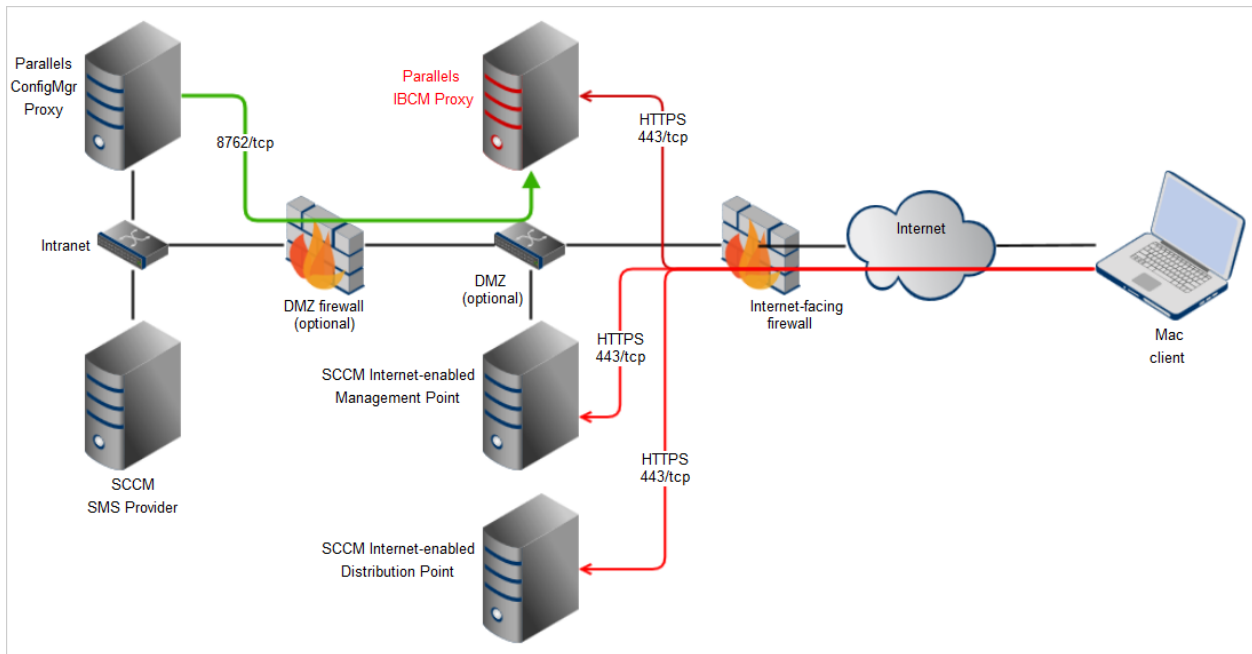 Parallels
ConfigMgr
Proxy
Parallels
IBCM Proxy
HTTPS
443/tcp
8762/tcp
Intranet
DMZ firewall
(optional)
DMZ
(optional)
Internet-facing
firewall
Internet
Mac
client
HTTPS
443/tcp
SCCM Internet-enabled
Management Point
HTTPS
443/tcp
SCCM
SMS Provider
SCCM Internet-enabled
Distribution Point